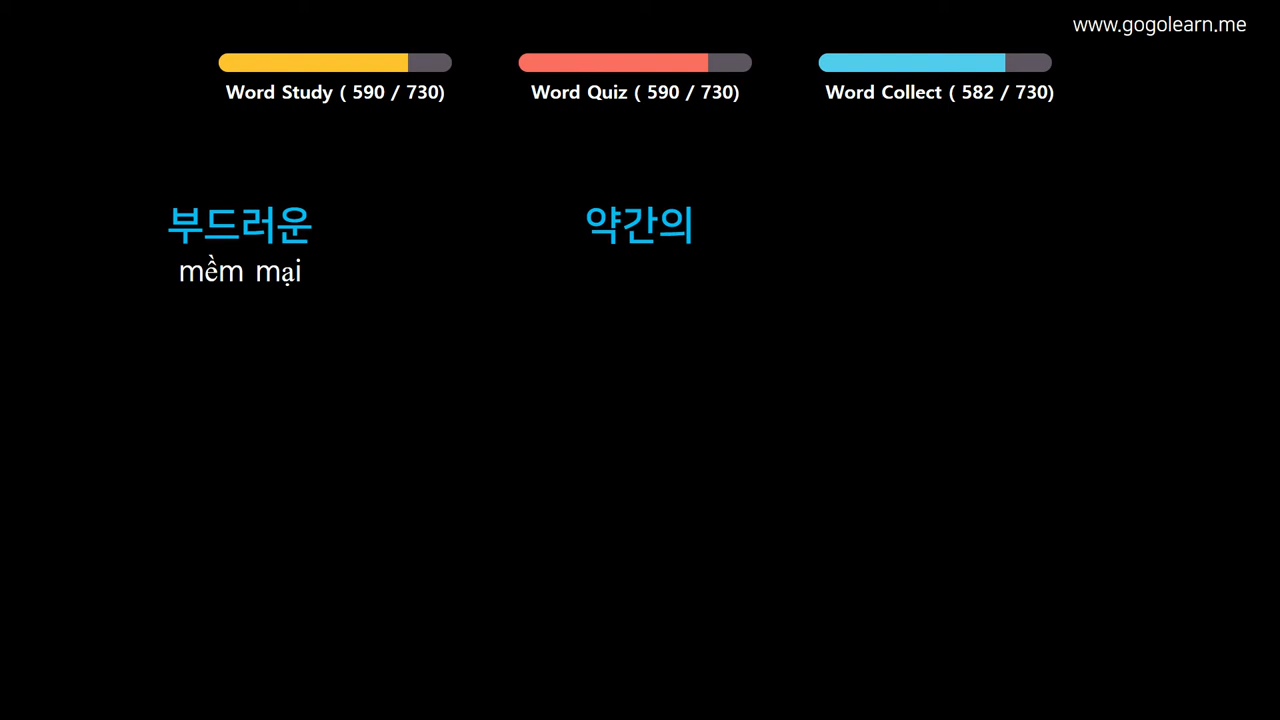 www.gogolearn.me
Word Study ( 590 / 730)
Word Quiz ( 590 / 730)
Word Collect ( 582 / 730)
부드러운
mềm mại
약간의